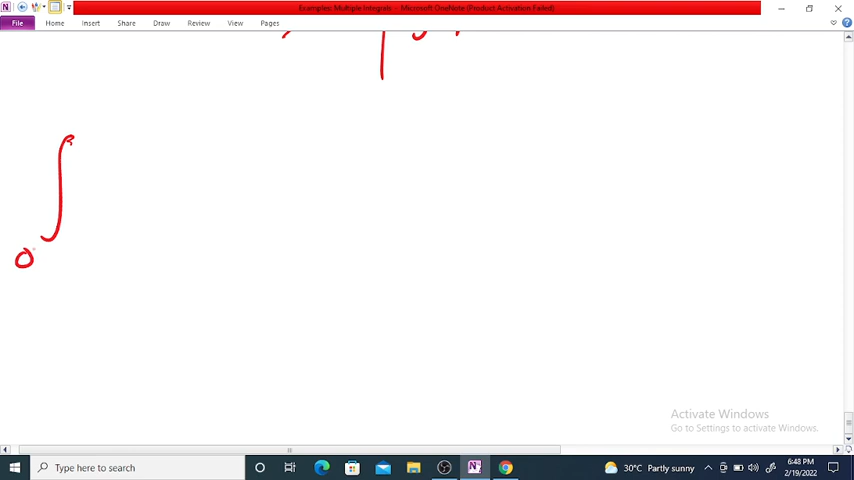 Examples: Multiple Integrals - Microsoft OneNote (Product Activation Failed)
File Home Insert Share Draw Review View Pages
∫
0
Activate Windows
Go to Settings to activate Windows.
Type here to search
30°C Partly sunny
6:48 PM
2/19/2022